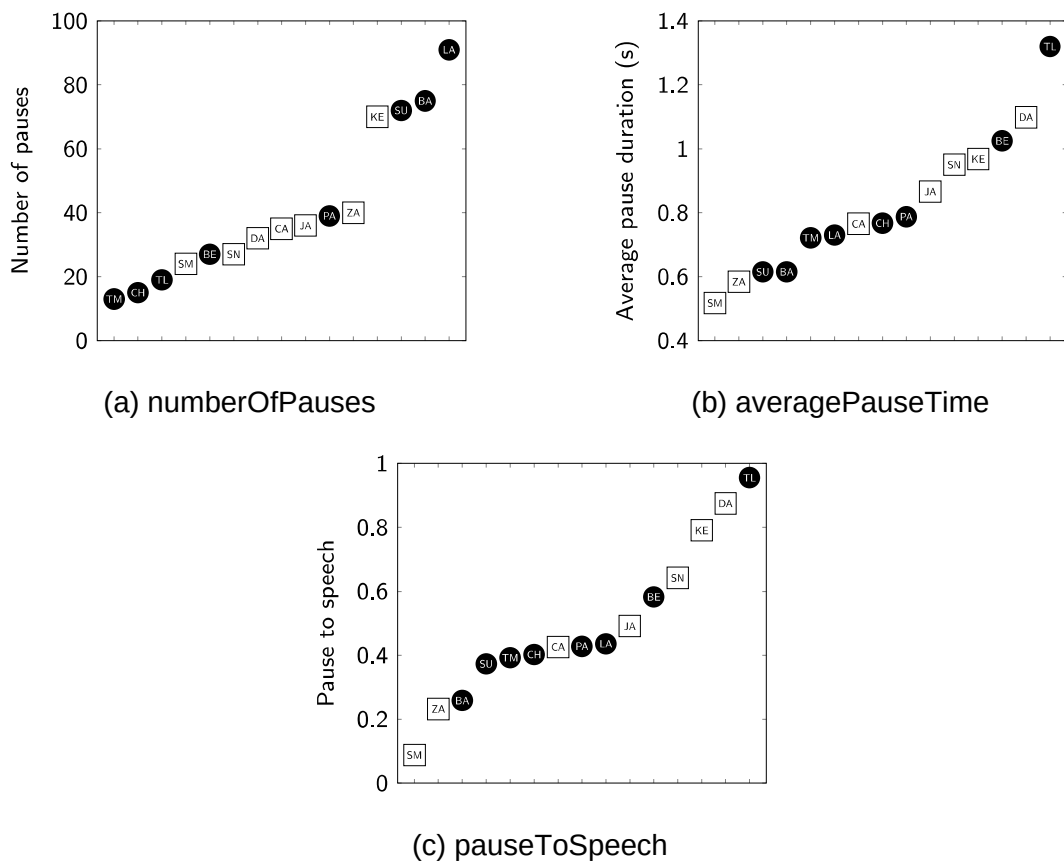 Number of pauses
100
80
60
40
20
0
TM CH TL SM BE SN DA CA JA PA ZA KE SU BA LA
(a) numberOfPauses
Average pause duration (s)
1.4
1.2
1
0.8
0.6
0.4
SM ZA SU BA TM LA CA CH PA JA SN KE BE DA TL
(b) averagePauseTime
Pause to speech
1
0.8
0.6
0.4
0.2
0
SM ZA BA SU TM CH CA PA LA JA BE SN KE DA TL
(c) pauseToSpeech